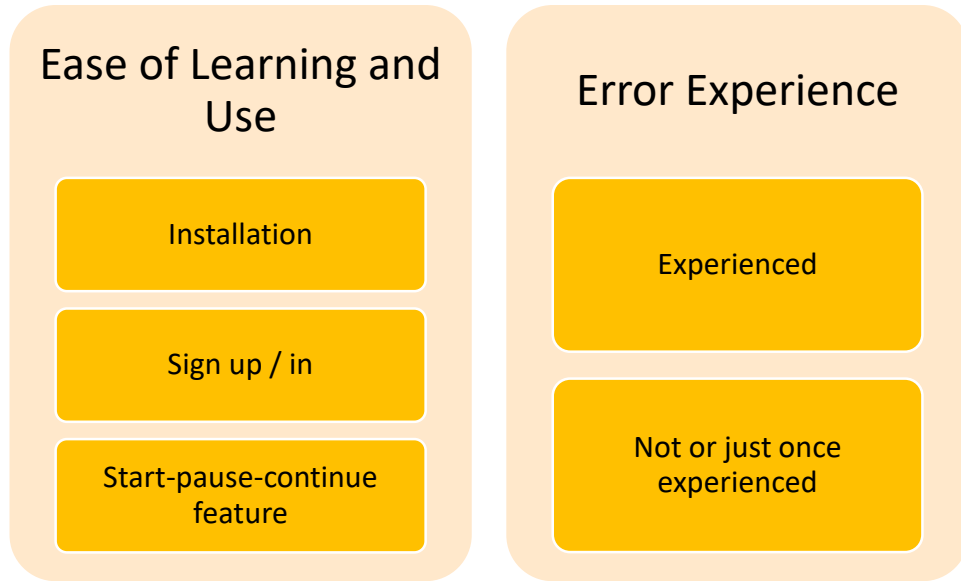 Ease of Learning and
Use
Installation
Sign up / in
Start-pause-continue
feature
Error Experience
Experienced
Not or just once
experienced